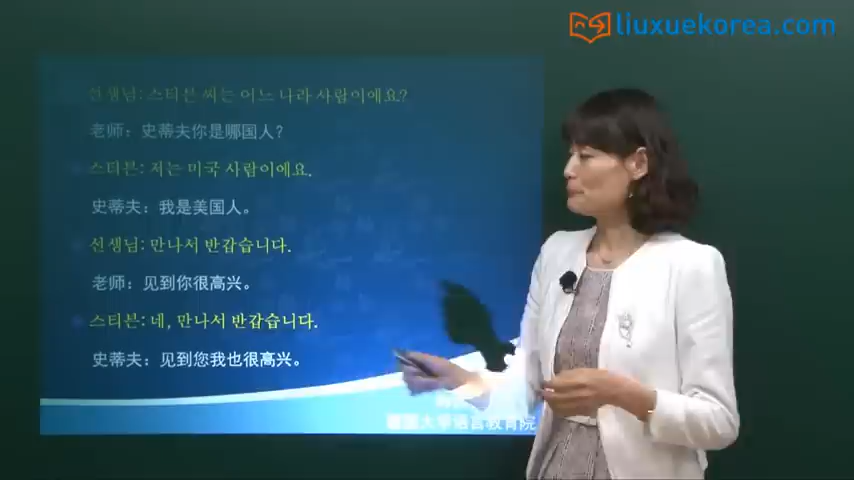 liuxuekorea.com
선생님: 스티븐 씨는 어느 나라 사람이에요?
老师：史蒂夫你是哪国人？
스티븐: 저는 미국 사람이에요.
史蒂夫：我是美国人。
선생님: 만나서 반갑습니다.
老师：见到你很高兴。
스티븐: 네, 만나서 반갑습니다.
史蒂夫：见到您我也很高兴。
大学语言教育院